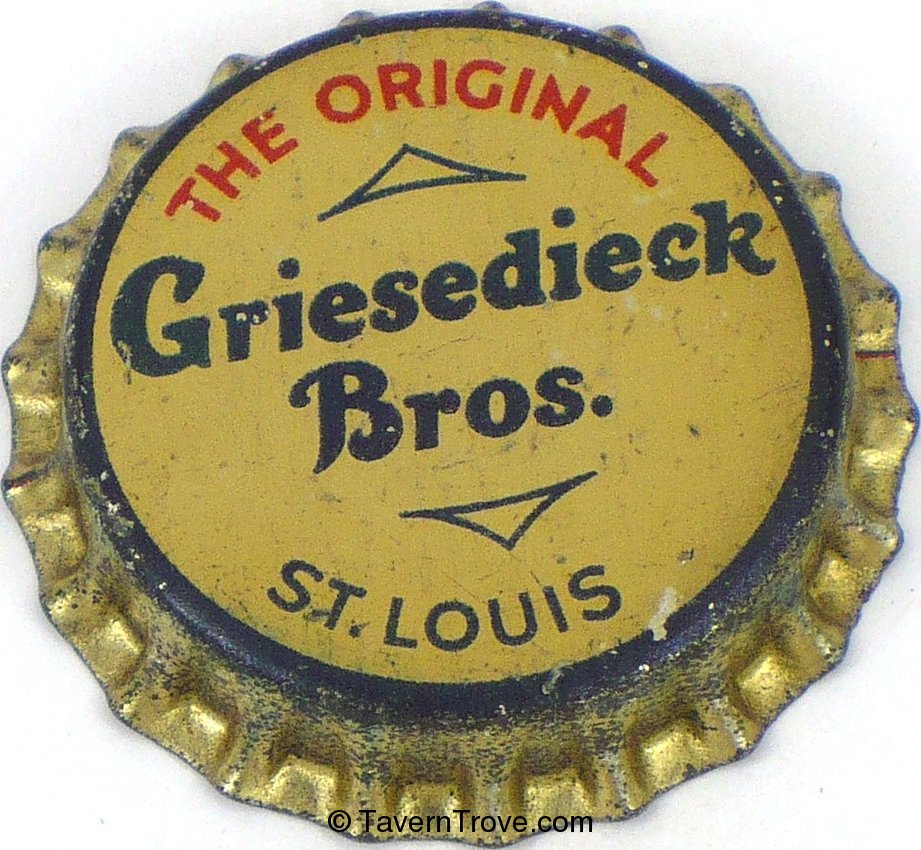 THE ORIGINAL
Griesedieck
Bros.
ST. LOUIS
© TavernTrove.com